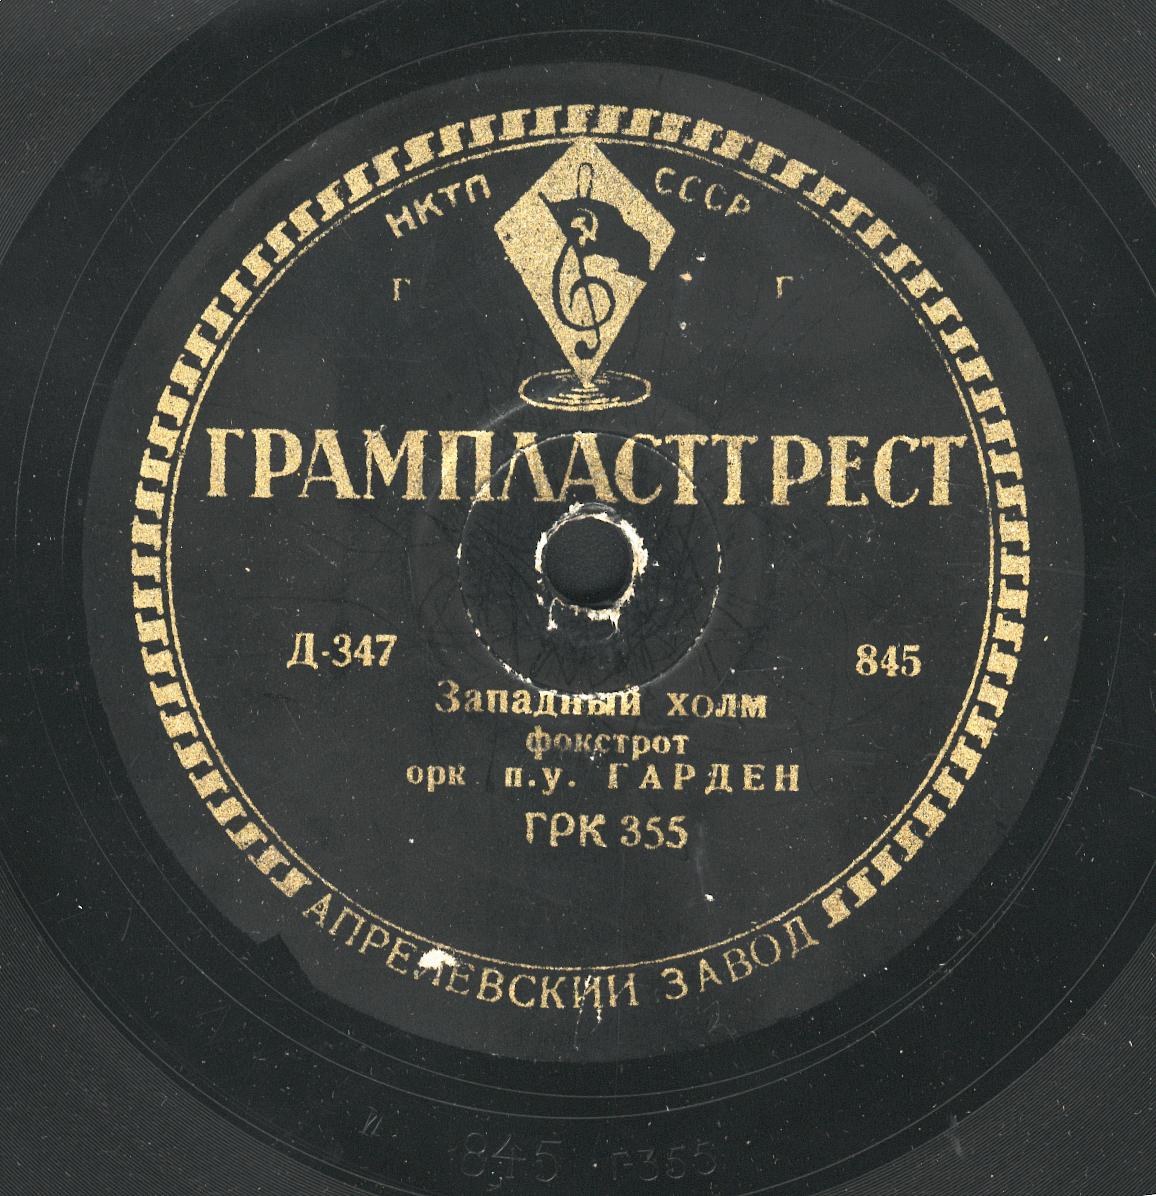 НКТП СССР
Г Г
ГРАМПЛАСТТРЕСТ
Д-347 845
Западный холм
фокстрот
орк п.у. ГАРДЕН
ГРК 355
АПРЕЛЕВСКИЙ ЗАВОД
И 845 Г-355